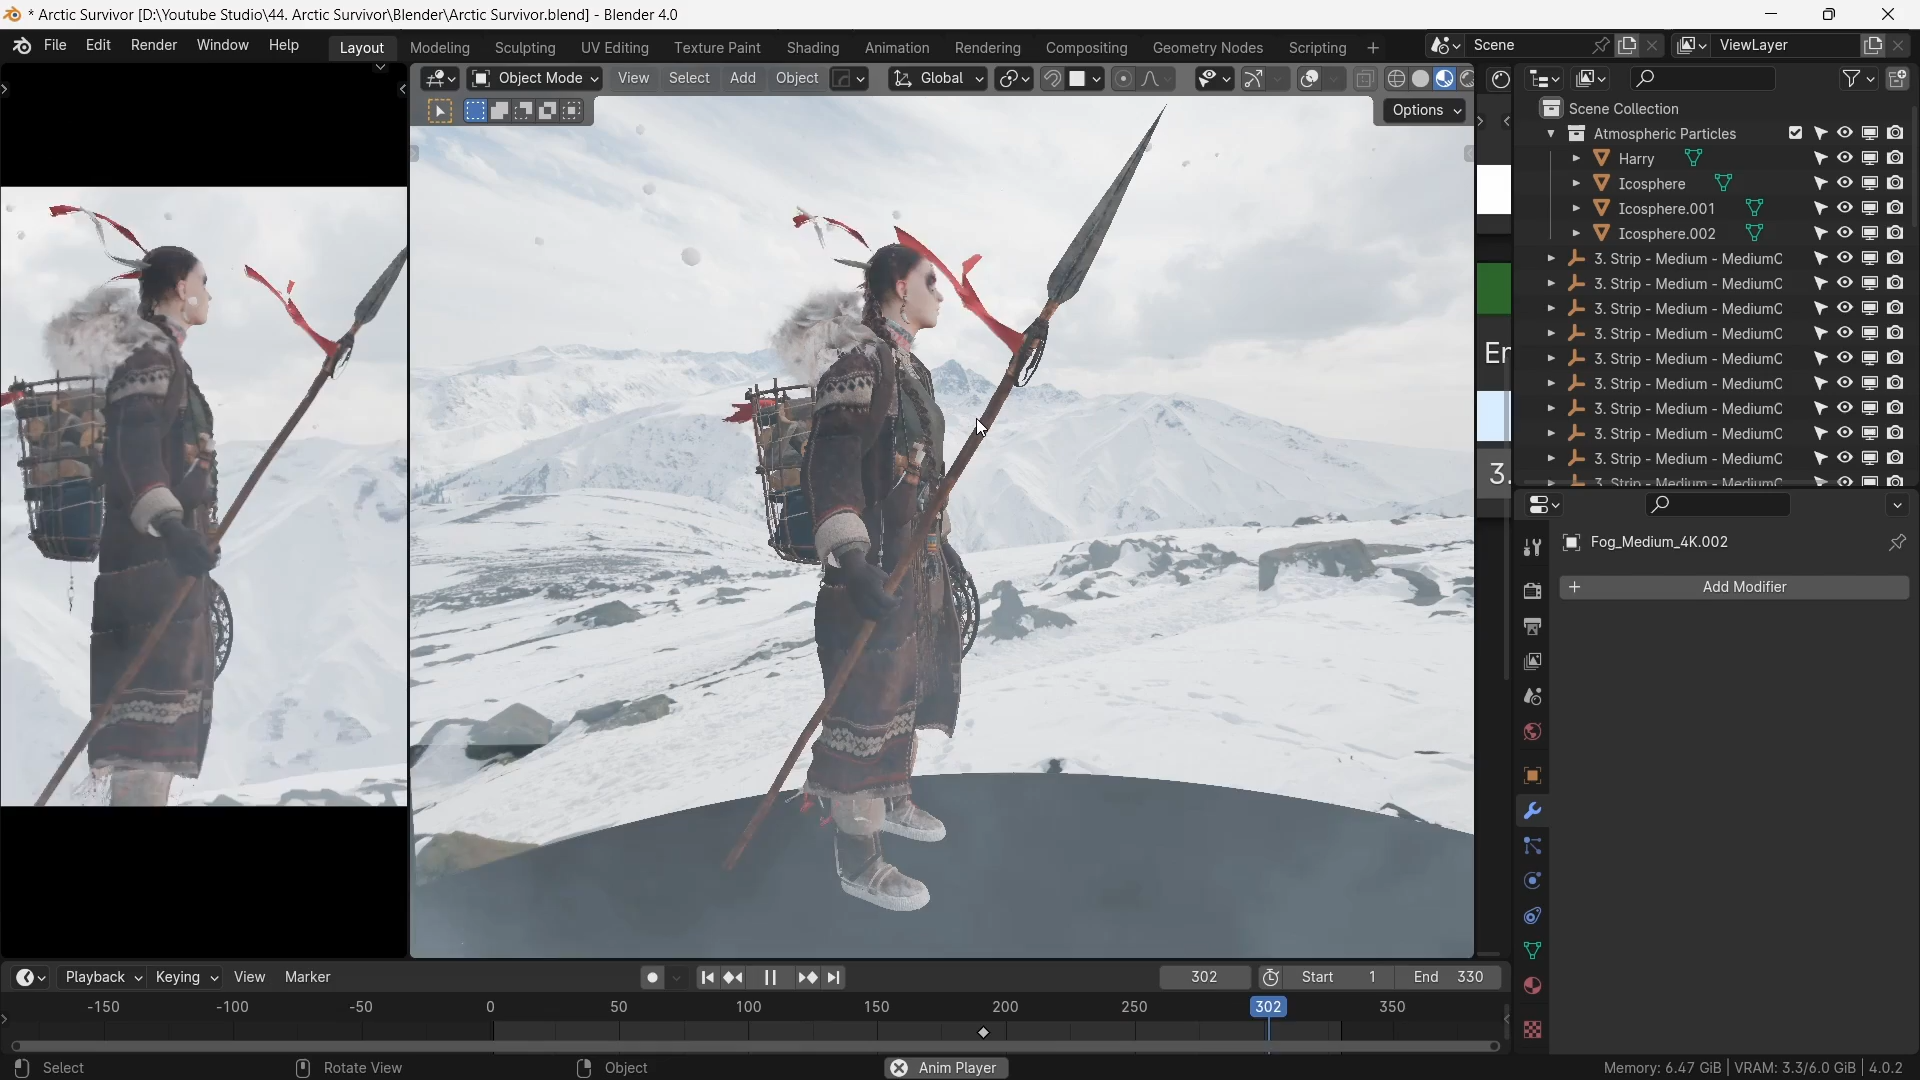 * Arctic Survivor [D:\Youtube Studio\44. Arctic Survivor\Blender\Arctic Survivor.blend] - Blender 4.0
File Edit Render Window Help Layout Modeling Sculpting UV Editing Texture Paint Shading Animation Rendering Compositing Geometry Nodes Scripting + Scene ViewLayer
Object Mode View Select Add Object Global
Options
Scene Collection
Atmospheric Particles
Harry
Icosphere
Icosphere.001
Icosphere.002
3. Strip - Medium - MediumC
3. Strip - Medium - MediumC
3. Strip - Medium - MediumC
3. Strip - Medium - MediumC
3. Strip - Medium - MediumC
3. Strip - Medium - MediumC
3. Strip - Medium - MediumC
3. Strip - Medium - MediumC
3. Strip - Medium - MediumC
3. Strip - Medium - MediumC
Er
3.
Fog_Medium_4K.002
+ Add Modifier
Playback Keying View Marker 302 Start 1 End 330
-150 -100 -50 0 50 100 150 200 250 302 350
Select Rotate View Object Anim Player Memory: 6.47 GiB | VRAM: 3.3/6.0 GiB | 4.0.2